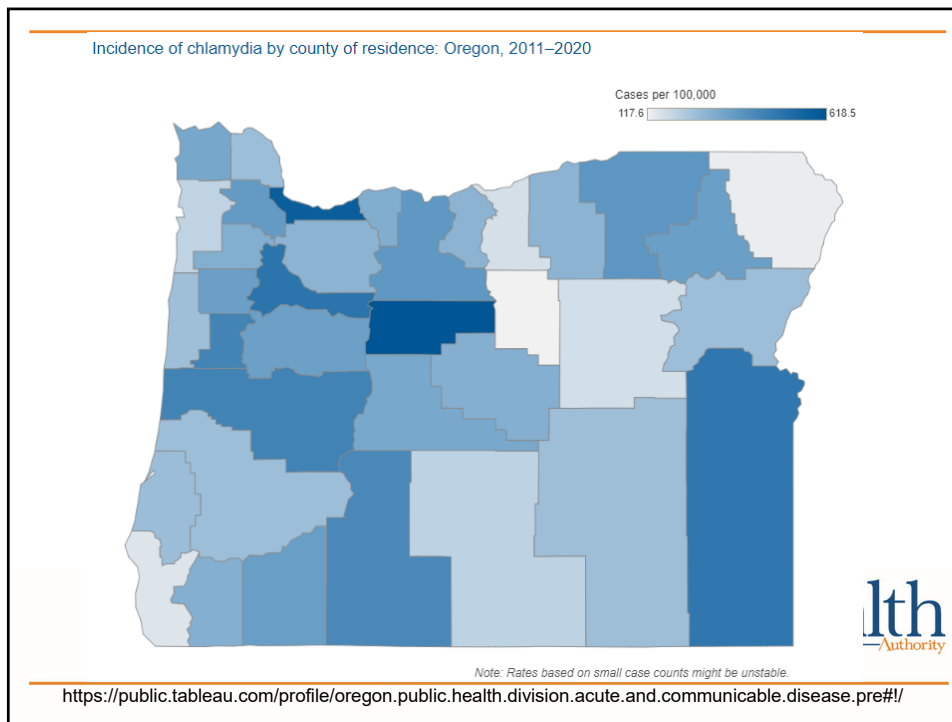 Incidence of chlamydia by county of residence: Oregon, 2011–2020
Cases per 100,000
117.6 618.5
lth
Authority
Note: Rates based on small case counts might be unstable.
https://public.tableau.com/profile/oregon.public.health.division.acute.and.communicable.disease.pre#!/